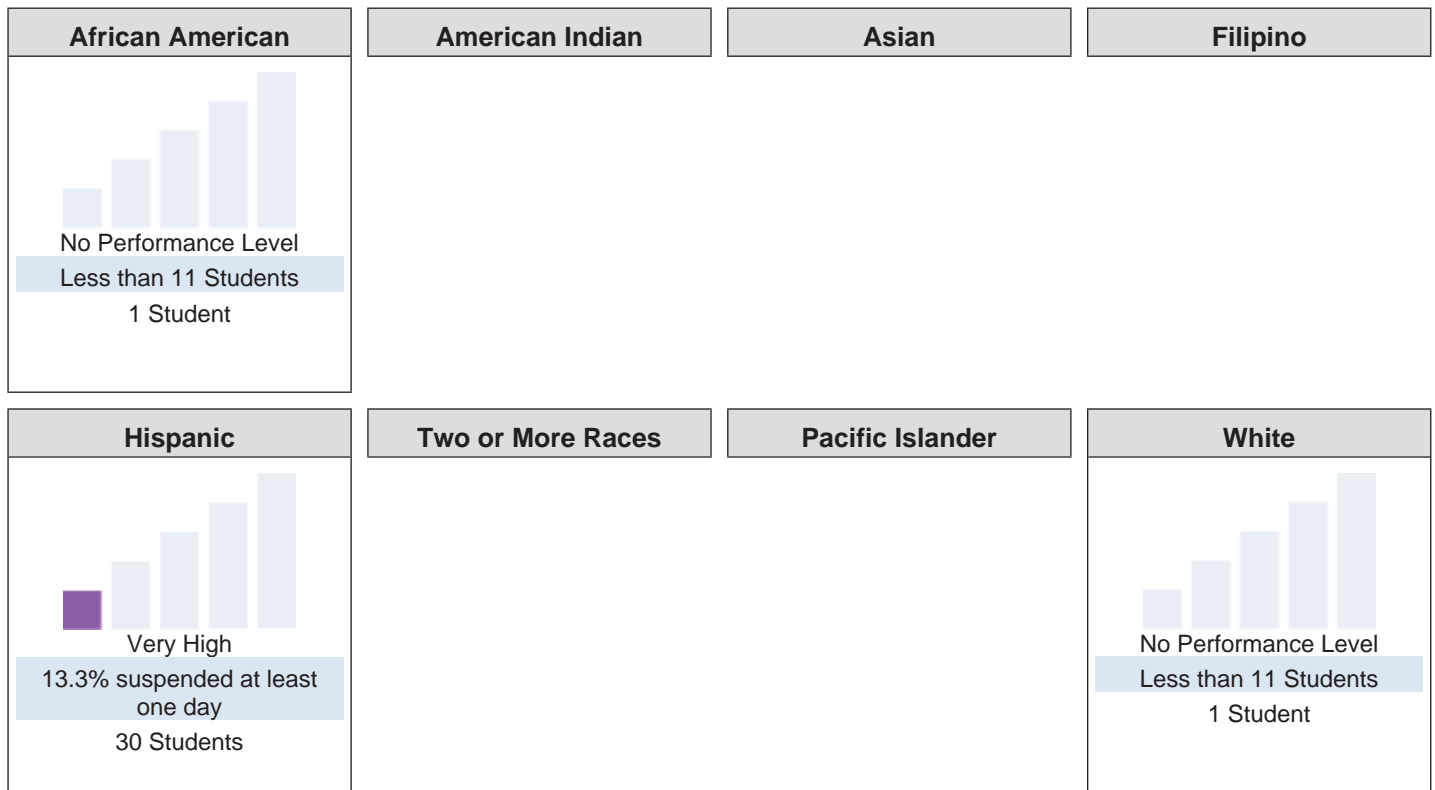 African American
American Indian
Asian
Filipino
No Performance Level
Less than 11 Students
1 Student
Hispanic
Two or More Races
Pacific Islander
White
Very High
13.3% suspended at least
one day
30 Students
No Performance Level
Less than 11 Students
1 Student